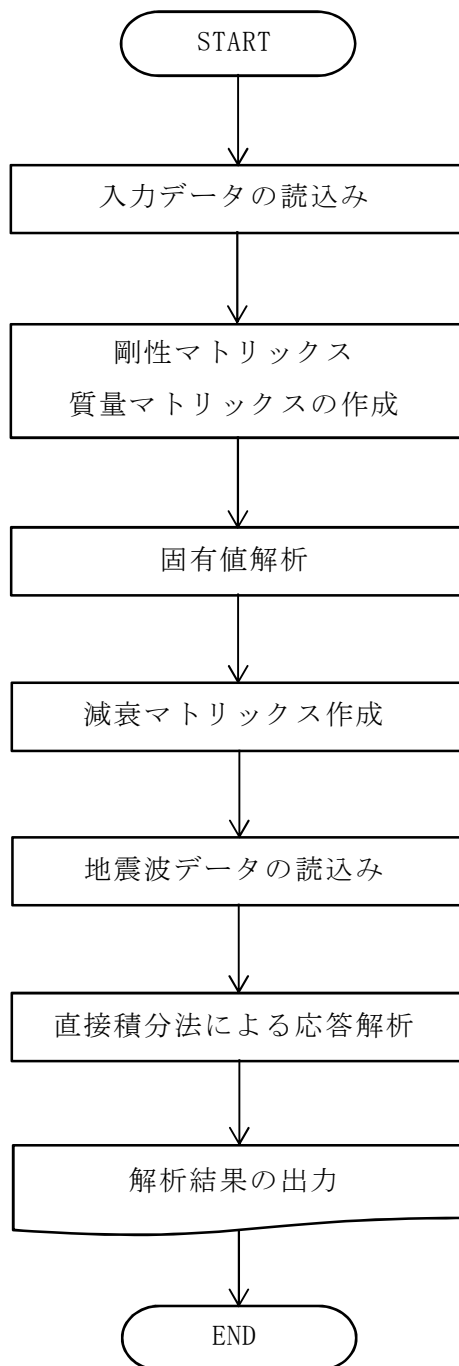 START
入力データの読込み
剛性マトリックス
質量マトリックスの作成
固有値解析
減衰マトリックス作成
地震波データの読込み
直接積分法による応答解析
解析結果の出力
END